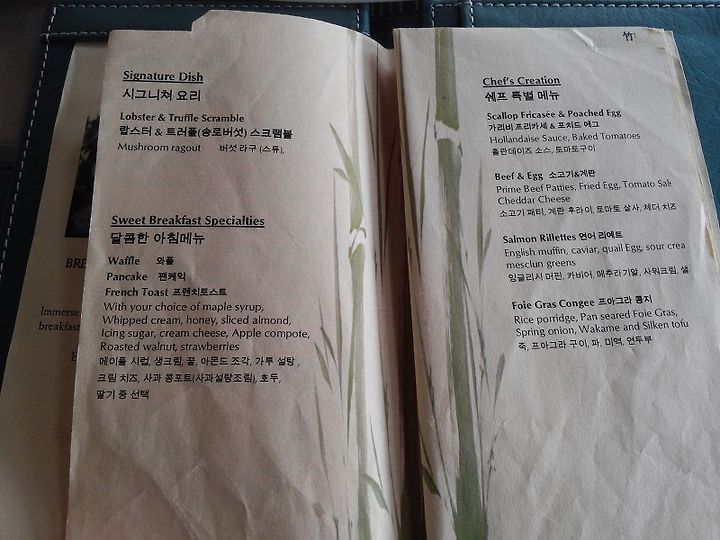 Signature Dish
시그니쳐 요리
Lobster & Truffle Scramble
랍스터 & 트러플(송로버섯) 스크램블
Mushroom ragout 버섯 라구 (스튜),
Sweet Breakfast Specialties
달콤한 아침메뉴
Waffle 와플
Pancake 팬케익
French Toast 프렌치토스트
With your choice of maple syrup,
Whipped cream, honey, sliced almond,
Icing sugar, cream cheese, Apple compote,
Roasted walnut, strawberries
메이플 시럽, 생크림, 꿀, 아몬드 조각, 가루 설탕 ,
크림 치즈, 사과 콩포트(사과설탕조림), 호두,
딸기 중 선택
BRE
Immerse
breakfast
竹
Chef's Creation
쉐프 특별 메뉴
Scallop Fricasée & Poached Egg
가리비 프리카세 & 포치드 에그
Hollandaise Sauce, Baked Tomatoes
홀란데이즈 소스, 토마토구이
Beef & Egg 소고기&계란
Prime Beef Patties, Fried Egg, Tomato Sal
Cheddar Cheese
소고기 패티, 계란 후라이, 토마토 살사, 체더 치즈
Salmon Rillettes 연어 리예트
English muffin, caviar, quail Egg, sour crea
mesclun greens
잉글리시 머핀, 카비어, 메추라기알, 사워크림, 샐
Foie Gras Congee 프아그라 콩지
Rice porridge, Pan seared Foie Gras,
Spring onion, Wakame and Silken tofu
죽, 프아그라 구이, 파, 미역, 연두부